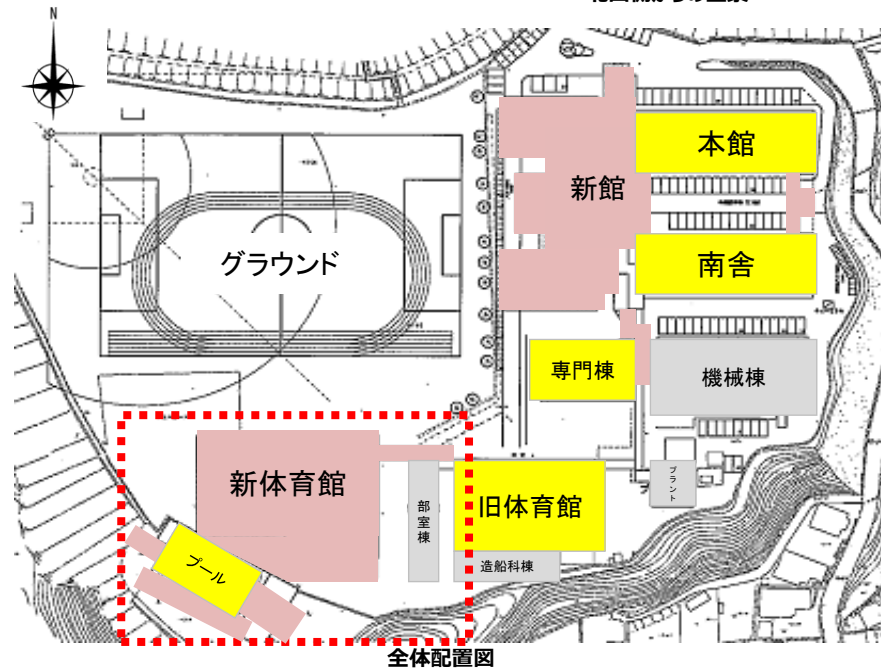 N
本館
新館
グラウンド
南舎
専門棟
機械棟
新体育館
部室棟
旧体育館
プラント
プール
造船科棟
全体配置図